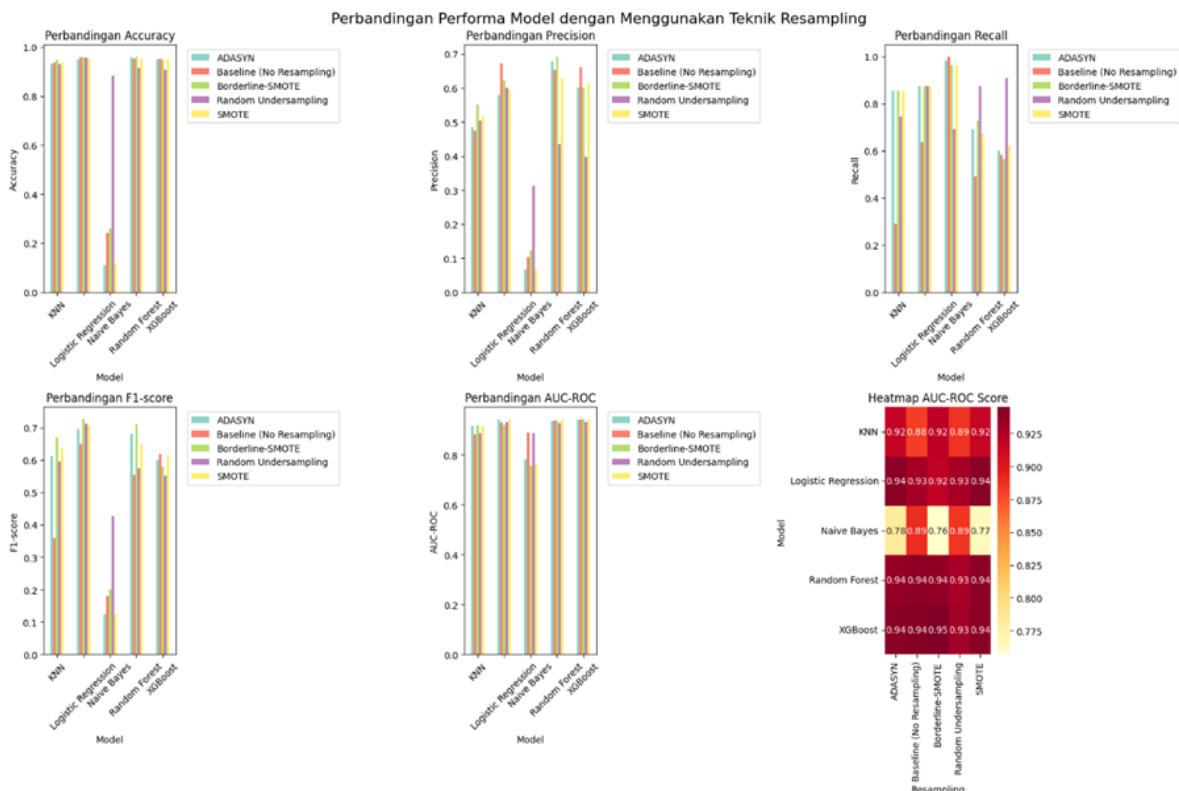 Perbandingan Performa Model dengan Menggunakan Teknik Resampling
Perbandingan Accuracy
1.0
0.8
0.6
0.4
0.2
0.0
Accuracy
KNN
Logistic Regression
Naive Bayes
Random Forest
XGBoost
Model
ADASYN
Baseline (No Resampling)
Borderline-SMOTE
Random Undersampling
SMOTE
Perbandingan Precision
0.7
0.6
0.5
0.4
0.3
0.2
0.1
0.0
Precision
KNN
Logistic Regression
Naive Bayes
Random Forest
XGBoost
Model
ADASYN
Baseline (No Resampling)
Borderline-SMOTE
Random Undersampling
SMOTE
Perbandingan Recall
1.0
0.8
0.6
0.4
0.2
0.0
Recall
KNN
Logistic Regression
Naive Bayes
Random Forest
XGBoost
Model
ADASYN
Baseline (No Resampling)
Borderline-SMOTE
Random Undersampling
SMOTE
Perbandingan F1-score
0.7
0.6
0.5
0.4
0.3
0.2
0.1
0.0
F1-score
KNN
Logistic Regression
Naive Bayes
Random Forest
XGBoost
Model
ADASYN
Baseline (No Resampling)
Borderline-SMOTE
Random Undersampling
SMOTE
Perbandingan AUC-ROC
0.8
0.6
0.4
0.2
0.0
AUC-ROC
KNN
Logistic Regression
Naive Bayes
Random Forest
XGBoost
Model
ADASYN
Baseline (No Resampling)
Borderline-SMOTE
Random Undersampling
SMOTE
Heatmap AUC-ROC Score
Model
KNN 0.92 0.88 0.92 0.89 0.92
Logistic Regression 0.94 0.93 0.92 0.93 0.94
Naive Bayes 0.78 0.89 0.76 0.89 0.77
Random Forest 0.94 0.94 0.94 0.93 0.94
XGBoost 0.94 0.94 0.95 0.93 0.94
ADASYN
Baseline (No Resampling)
Borderline-SMOTE
Random Undersampling
SMOTE
Resampling
0.925
0.900
0.875
0.850
0.825
0.800
0.775